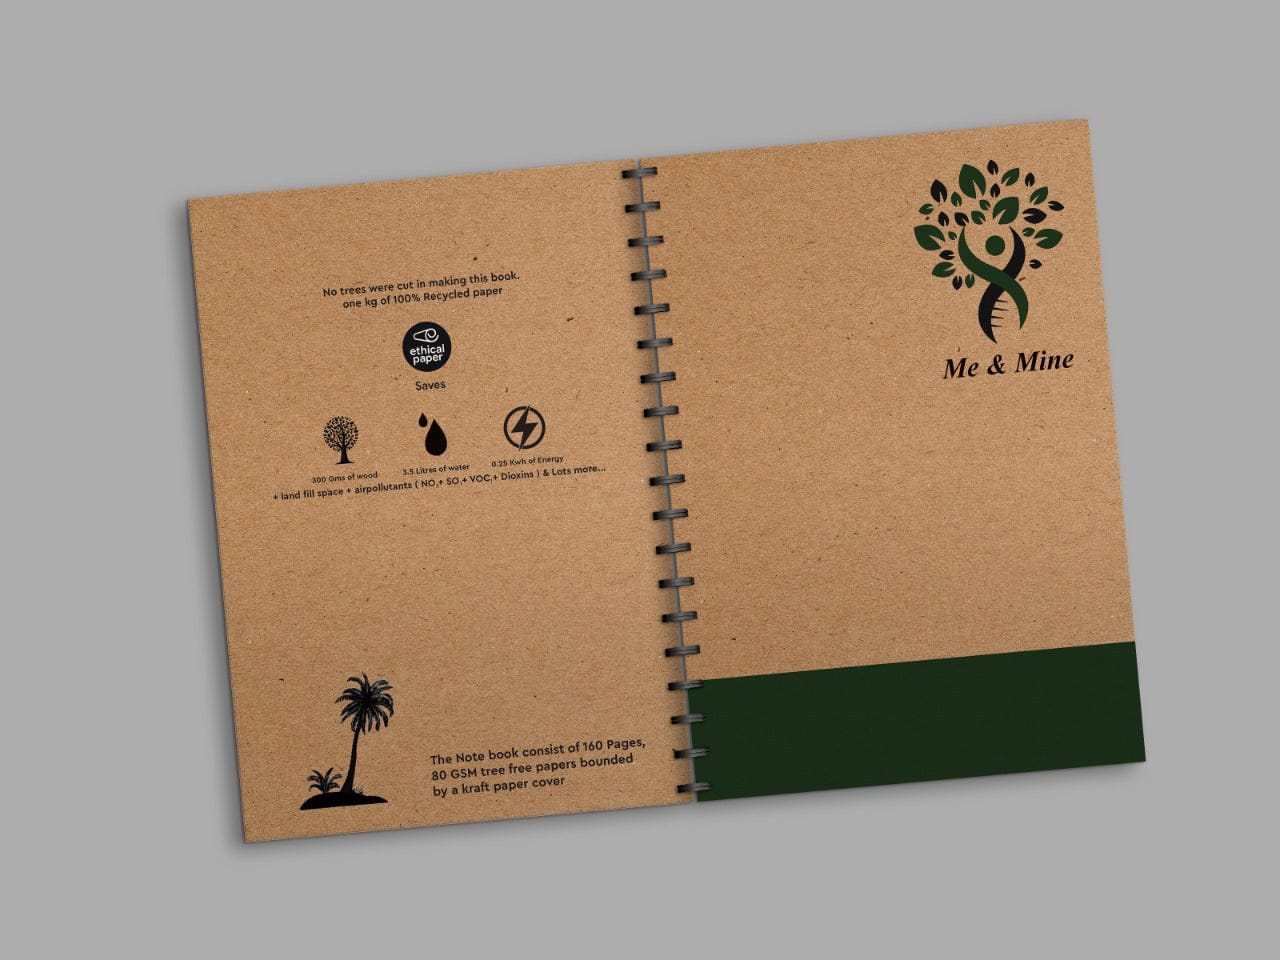 No trees were cut in making this book.
one kg of 100% Recycled paper
ethical
paper
Saves
300 Gms of wood
3.5 Litres of water
0.25 Kwh of Energy
+ land fill space + airpollutants ( NO₂+ SO₂+ VOC₅+ Dioxins ) & Lots more...
The Note book consist of 160 Pages,
80 GSM tree free papers bounded
by a kraft paper cover
Me & Mine